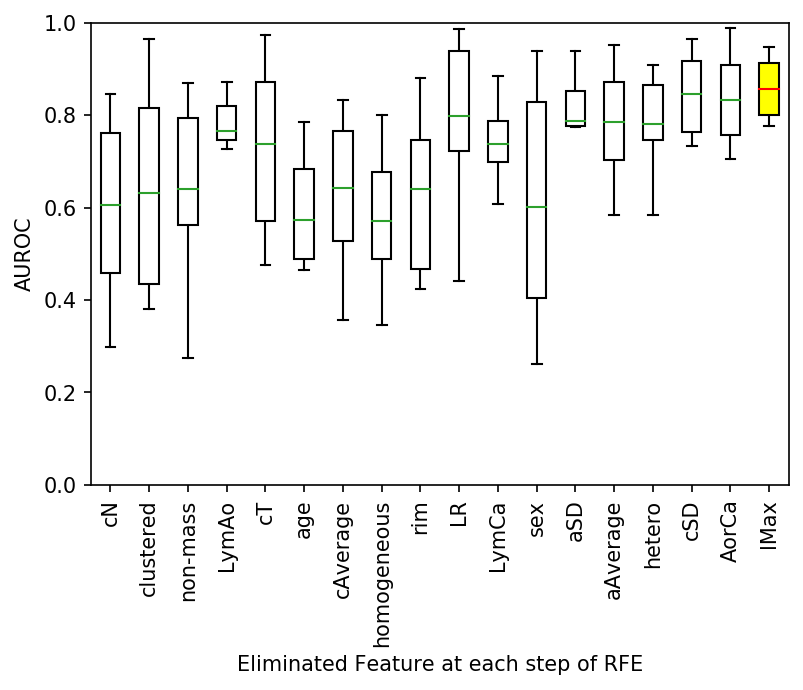 1.0
0.8
0.6
0.4
0.2
0.0
AUROC
cN
clustered
non-mass
LymAo
cT
age
cAverage
homogeneous
rim
LR
LymCa
sex
aSD
aAverage
hetero
cSD
AorCa
lMax
Eliminated Feature at each step of RFE